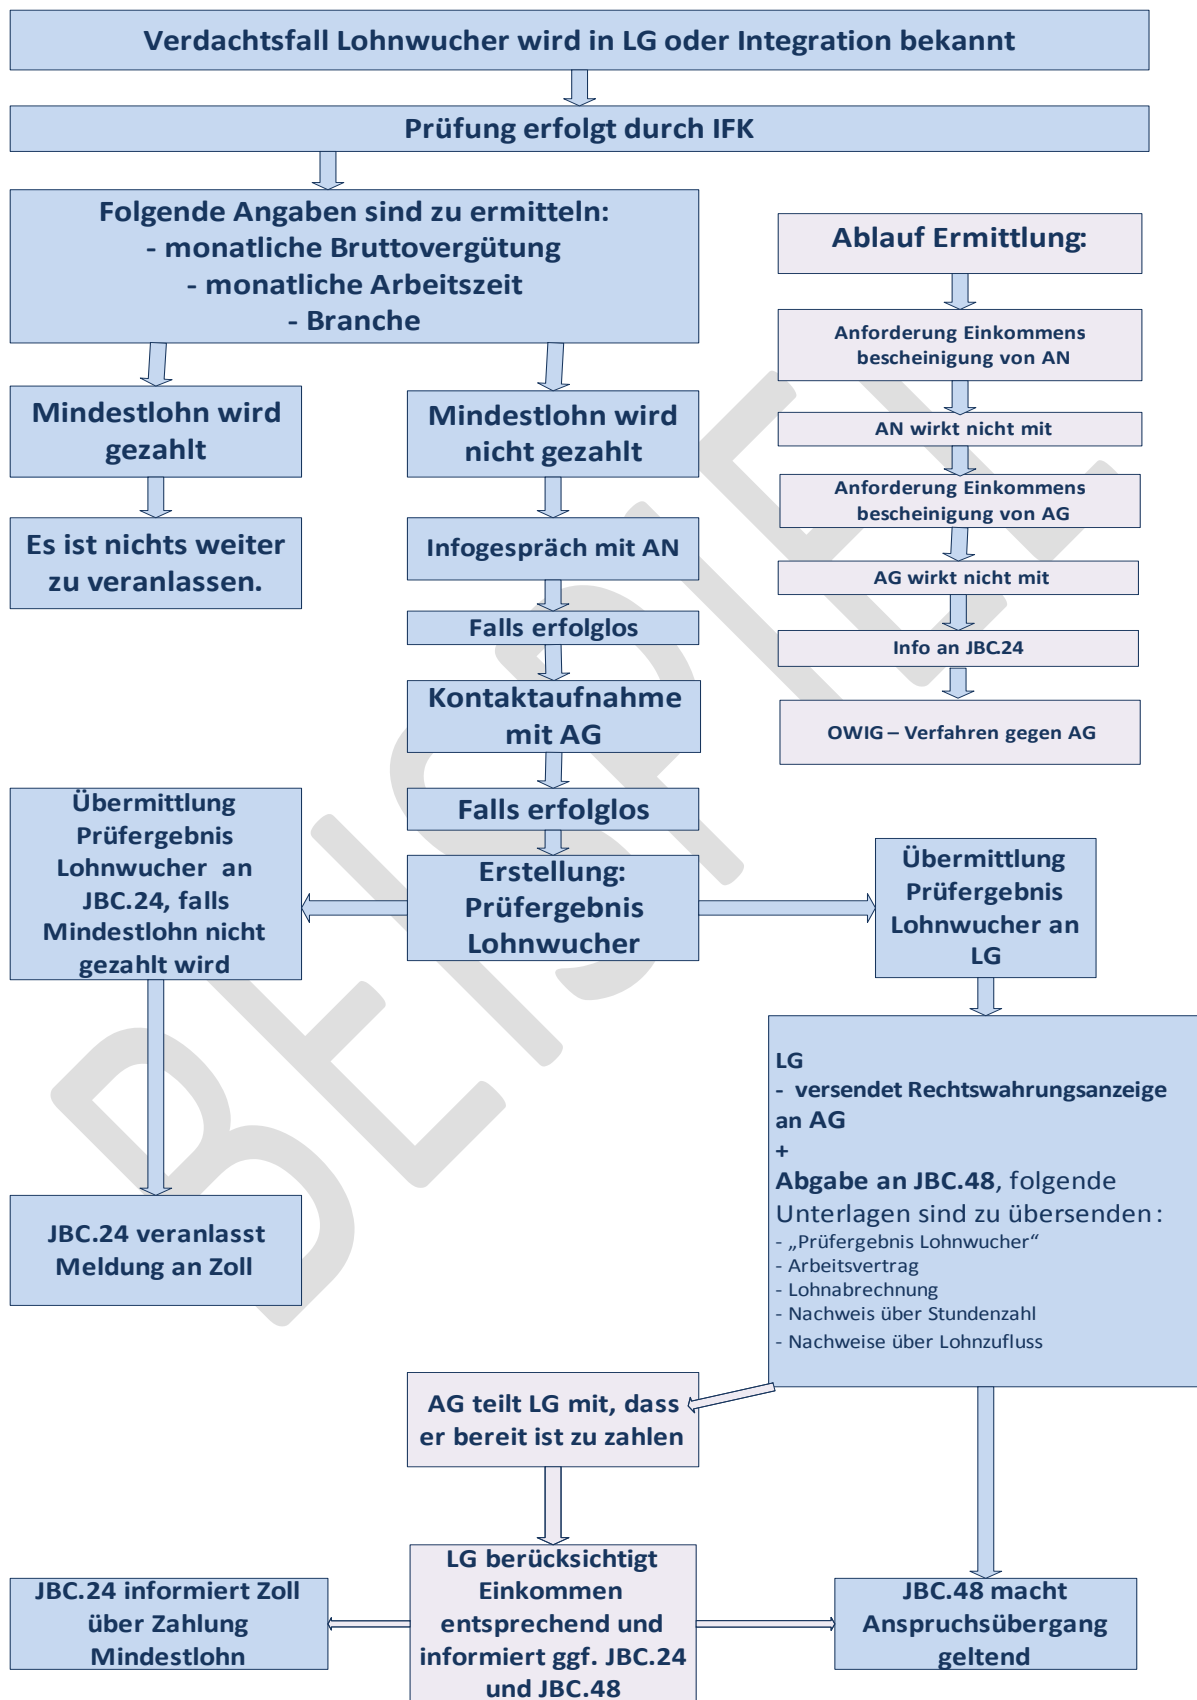 Verdachtsfall Lohnwucher wird in LG oder Integration bekannt
Prüfung erfolgt durch IFK
Folgende Angaben sind zu ermitteln:
- monatliche Bruttovergütung
- monatliche Arbeitszeit
- Branche
Ablauf Ermittlung:
Anforderung Einkommens
bescheinigung von AN
AN wirkt nicht mit
Anforderung Einkommens
bescheinigung von AG
AG wirkt nicht mit
Info an JBC.24
OWIG – Verfahren gegen AG
Mindestlohn wird
gezahlt
Es ist nichts weiter
zu veranlassen.
Mindestlohn wird
nicht gezahlt
Infogespräch mit AN
Falls erfolglos
Kontaktaufnahme
mit AG
Falls erfolglos
Erstellung:
Prüfergebnis
Lohnwucher
Übermittlung
Prüfergebnis
Lohnwucher an
JBC.24, falls
Mindestlohn nicht
gezahlt wird
JBC.24 veranlasst
Meldung an Zoll
Übermittlung
Prüfergebnis
Lohnwucher an
LG
LG
- versendet Rechtswahrungsanzeige
an AG
+
Abgabe an JBC.48, folgende
Unterlagen sind zu übersenden:
- „Prüfergebnis Lohnwucher“
- Arbeitsvertrag
- Lohnabrechnung
- Nachweis über Stundenzahl
- Nachweise über Lohnzufluss
AG teilt LG mit, dass
er bereit ist zu zahlen
LG berücksichtigt
Einkommen
entsprechend und
informiert ggf. JBC.24
und JBC.48
JBC.24 informiert Zoll
über Zahlung
Mindestlohn
JBC.48 macht
Anspruchsübergang
geltend
BEISPIEL